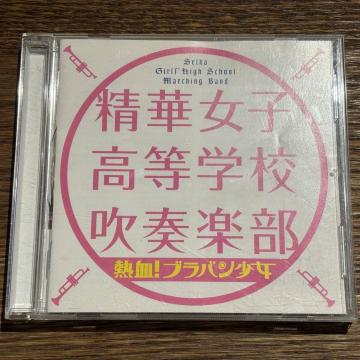 Seika
Girls' High School
Marching Band
精華女子
高等学校
吹奏楽部
熱血!ブラバン少女